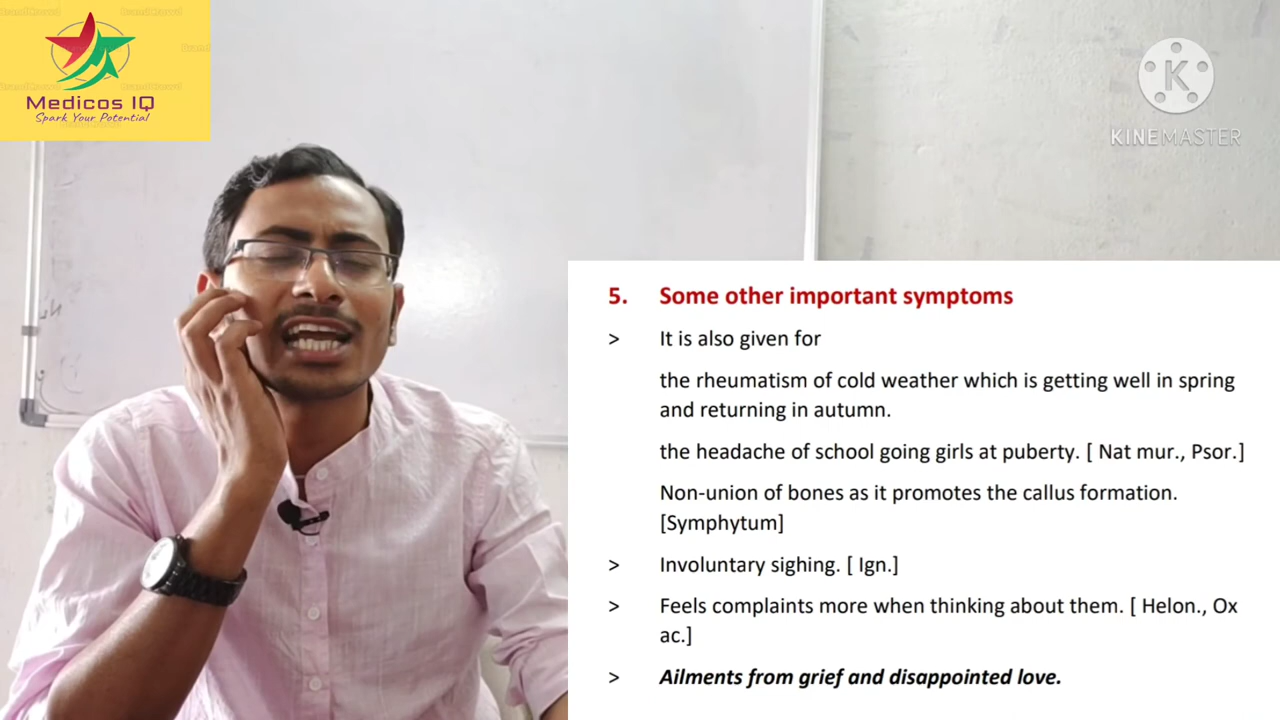 Medicos IQ
Spark Your Potential
K
KINEMASTER
5. Some other important symptoms
> It is also given for
the rheumatism of cold weather which is getting well in spring
and returning in autumn.
the headache of school going girls at puberty. [ Nat mur., Psor.]
Non-union of bones as it promotes the callus formation.
[Symphytum]
> Involuntary sighing. [ Ign.]
> Feels complaints more when thinking about them. [ Helon., Ox
ac.]
> Ailments from grief and disappointed love.